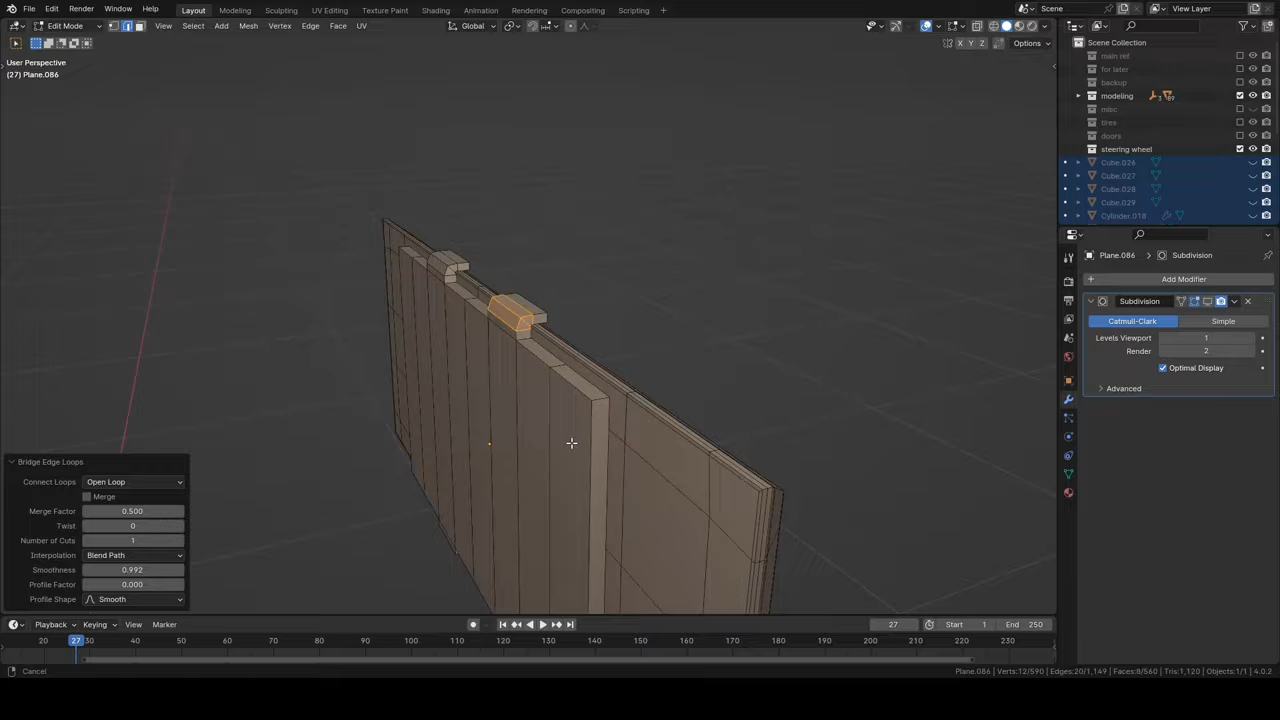 File Edit Render Window Help Layout Modeling Sculpting UV Editing Texture Paint Shading Animation Rendering Compositing Scripting + Scene View Layer
Edit Mode View Select Add Mesh Vertex Edge Face UV Global
X Y Z Options
User Perspective
(27) Plane.086
Scene Collection
main ref
for later
backup
modeling 3 89
misc
tires
doors
steering wheel
Cube.026
Cube.027
Cube.028
Cube.029
Cylinder.018
Plane.086 > Subdivision
+ Add Modifier
Subdivision
Catmull-Clark Simple
Levels Viewport 1
Render 2
Optimal Display
Advanced
Bridge Edge Loops
Connect Loops Open Loop
Merge
Merge Factor 0.500
Twist 0
Number of Cuts 1
Interpolation Blend Path
Smoothness 0.992
Profile Factor 0.000
Profile Shape Smooth
Playback Keying View Marker 27 Start 1 End 250
20 27 30 40 50 60 70 80 90 100 110 120 130 140 150 160 170 180 190 200 210 220 230
Cancel Plane.086 | Verts:12/590 | Edges:20/1,149 | Faces:8/560 | Tris:1,120 | Objects:1/1 | 4.0.2